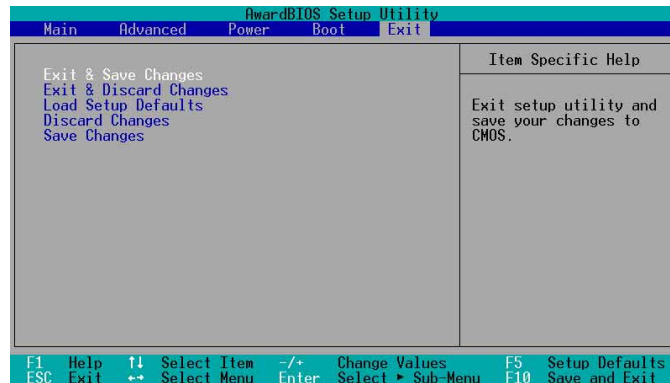 AwardBIOS Setup Utility
Main Advanced Power Boot Exit
Item Specific Help
Exit & Save Changes
Exit & Discard Changes
Load Setup Defaults
Discard Changes
Save Changes
Exit setup utility and
save your changes to
CMOS.
F1 Help ↑↓ Select Item -/+ Change Values F5 Setup Defaults
ESC Exit ←→ Select Menu Enter Select ► Sub-Menu F10 Save and Exit